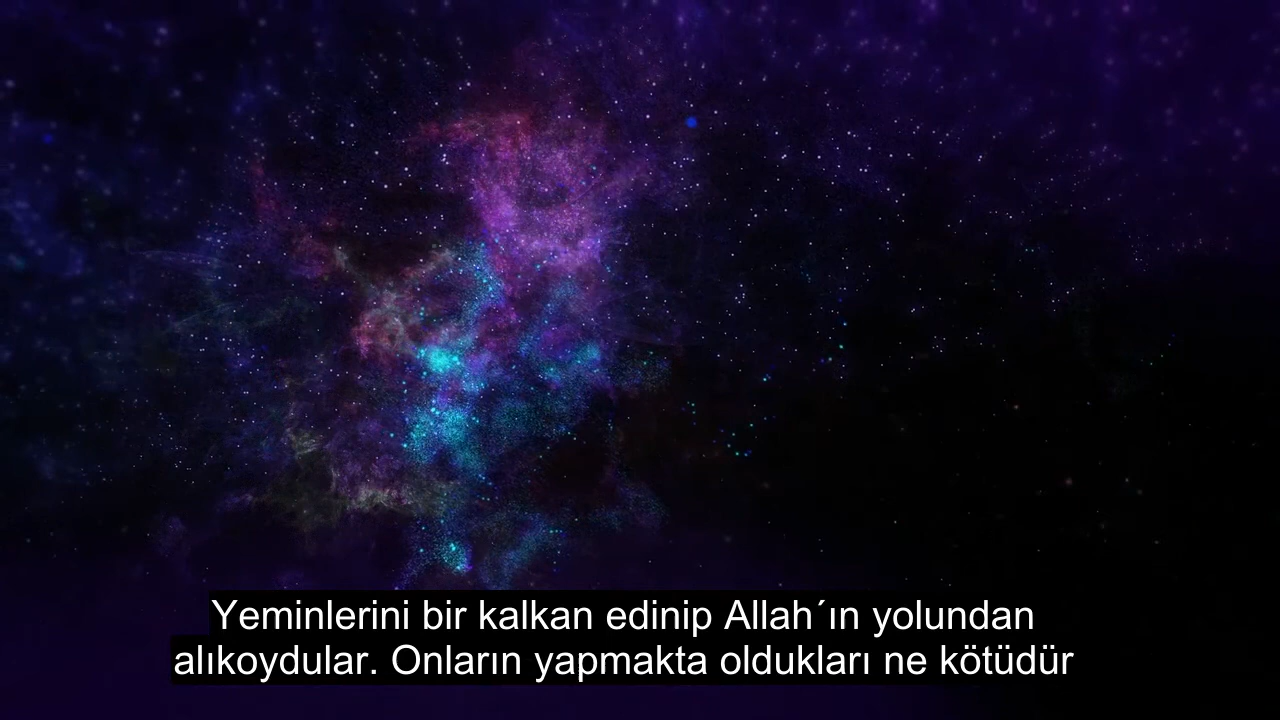 Yeminlerini bir kalkan edinip Allah´ın yolundan
alıkoydular. Onların yapmakta oldukları ne kötüdür